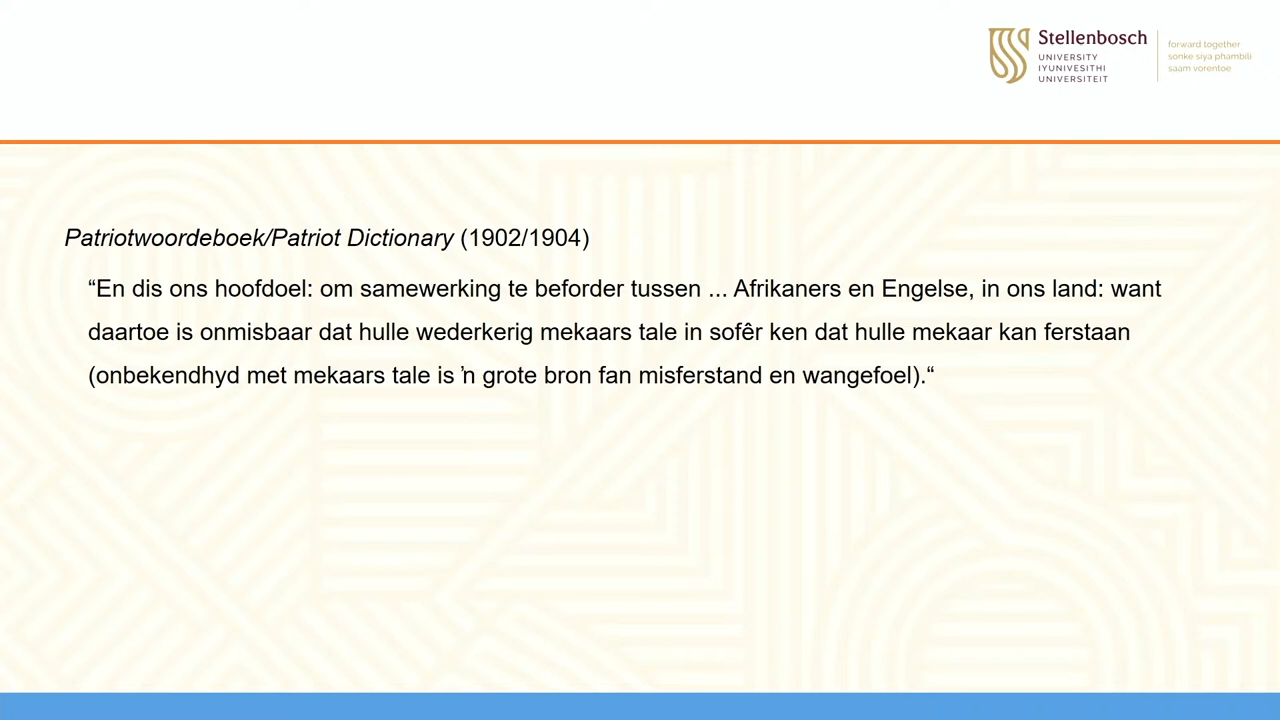 Stellenbosch
UNIVERSITY
IYUNIVESITHI
UNIVERSITEIT
forward together
sonke siya phambili
saam vorentoe
Patriotwoordeboek/Patriot Dictionary (1902/1904)
“En dis ons hoofdoel: om samewerking te beforder tussen ... Afrikaners en Engelse, in ons land: want
daartoe is onmisbaar dat hulle wederkerig mekaars tale in sofêr ken dat hulle mekaar kan ferstaan
(onbekendhyd met mekaars tale is ŉ grote bron fan misferstand en wangefoel).“